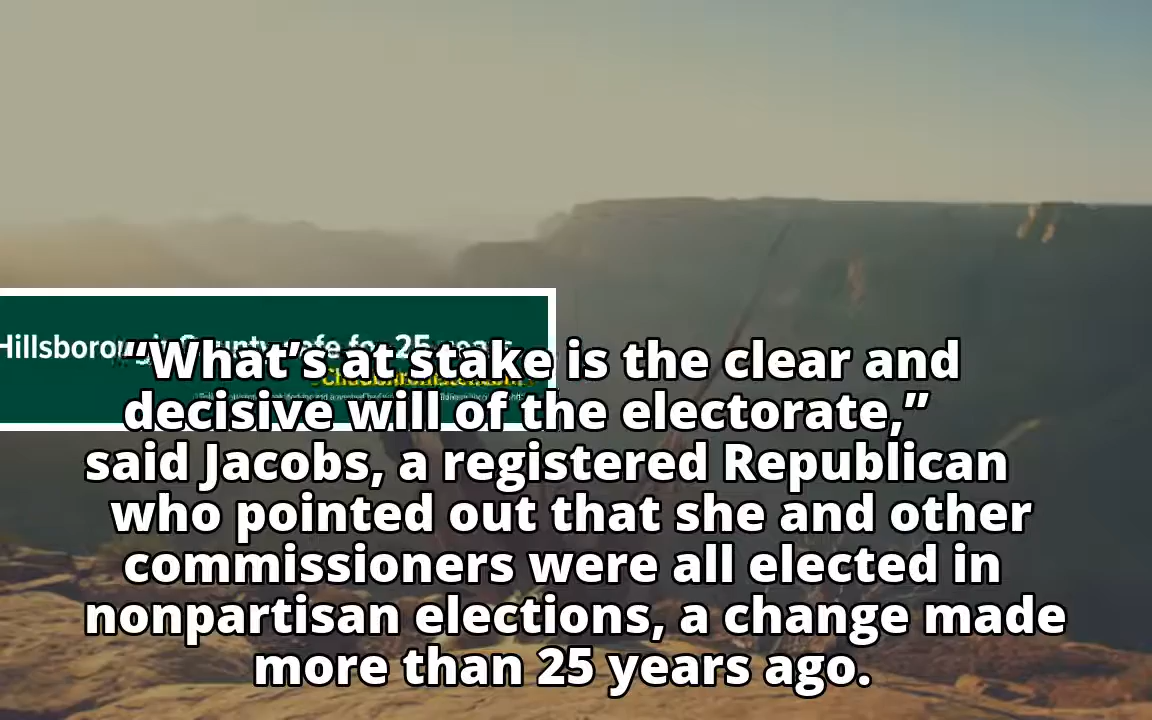 “What’s at stake is the clear and
decisive will of the electorate,”
said Jacobs, a registered Republican
who pointed out that she and other
commissioners were all elected in
nonpartisan elections, a change made
more than 25 years ago.